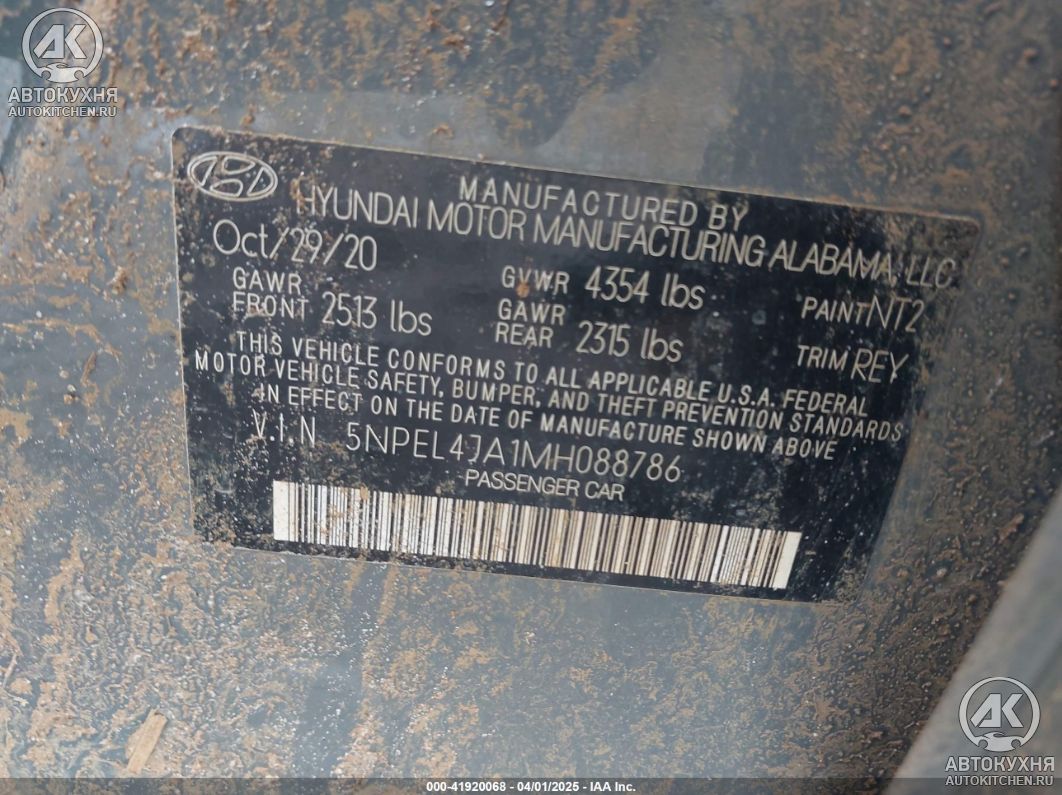 AK
АВТОКУХНЯ
AUTOKITCHEN.RU
MANUFACTURED BY
HYUNDAI MOTOR MANUFACTURING ALABAMA, LLC
Oct/29/20
GAWR FRONT 2513 lbs
GVWR 4354 lbs
GAWR REAR 2315 lbs
PAINT NT2
TRIM REY
THIS VEHICLE CONFORMS TO ALL APPLICABLE U.S.A. FEDERAL
MOTOR VEHICLE SAFETY, BUMPER, AND THEFT PREVENTION STANDARDS
IN EFFECT ON THE DATE OF MANUFACTURE SHOWN ABOVE
V.I.N 5NPEL4JA1MH088786
PASSENGER CAR
AK
АВТОКУХНЯ
AUTOKITCHEN.RU
000-41920068 - 04/01/2025 - IAA Inc.